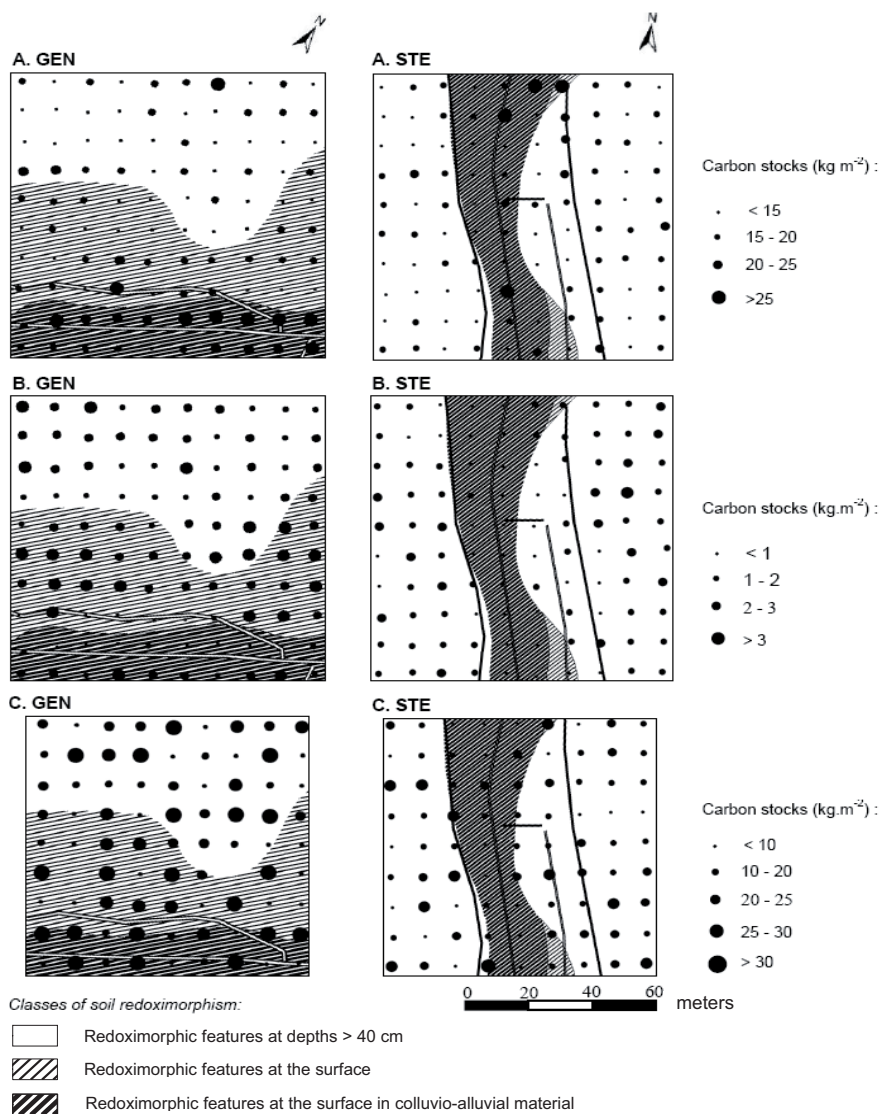 N
N
A. GEN
A. STE
Carbon stocks (kg m-2) :
< 15
15 - 20
20 - 25
>25
B. GEN
B. STE
Carbon stocks (kg.m-2) :
< 1
1 - 2
2 - 3
> 3
C. GEN
C. STE
Carbon stocks (kg.m-2) :
< 10
10 - 20
20 - 25
25 - 30
> 30
0 20 40 60 meters
Classes of soil redoximorphism:
Redoximorphic features at depths > 40 cm
Redoximorphic features at the surface
Redoximorphic features at the surface in colluvio-alluvial material